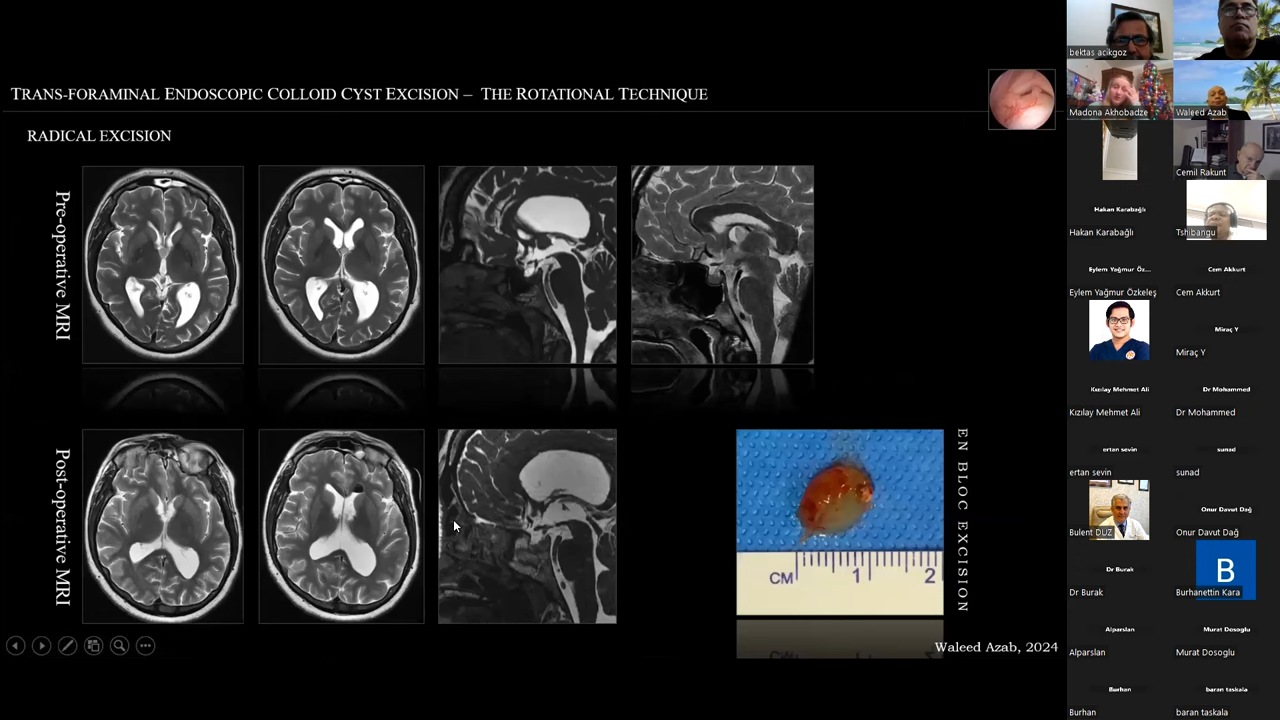 TRANS-FORAMINAL ENDOSCOPIC COLLOID CYST EXCISION – THE ROTATIONAL TECHNIQUE
RADICAL EXCISION
Pre-operative MRI
Post-operative MRI
EN BLOC EXCISION
CM 1 2
Waleed Azab, 2024
bektas acikgoz
Madona Akhobadze
Waleed Azab
Cemil Rakunt
Hakan Karabağlı
Hakan Karabağlı
Tshibangu
Eylem Yağmur Öz...
Eylem Yağmur Özkeleş
Cem Akkurt
Cem Akkurt
Miraç Y
Miraç Y
Kızılay Mehmet Ali
Kızılay Mehmet Ali
Dr Mohammed
Dr Mohammed
ertan sevin
ertan sevin
sunad
sunad
Bulent DUZ
Onur Davut Dağ
Onur Davut Dağ
Dr Burak
Dr Burak
B
Burhanettin Kara
Alparslan
Alparslan
Murat Dosoglu
Murat Dosoglu
Burhan
Burhan
baran taskala
baran taskala